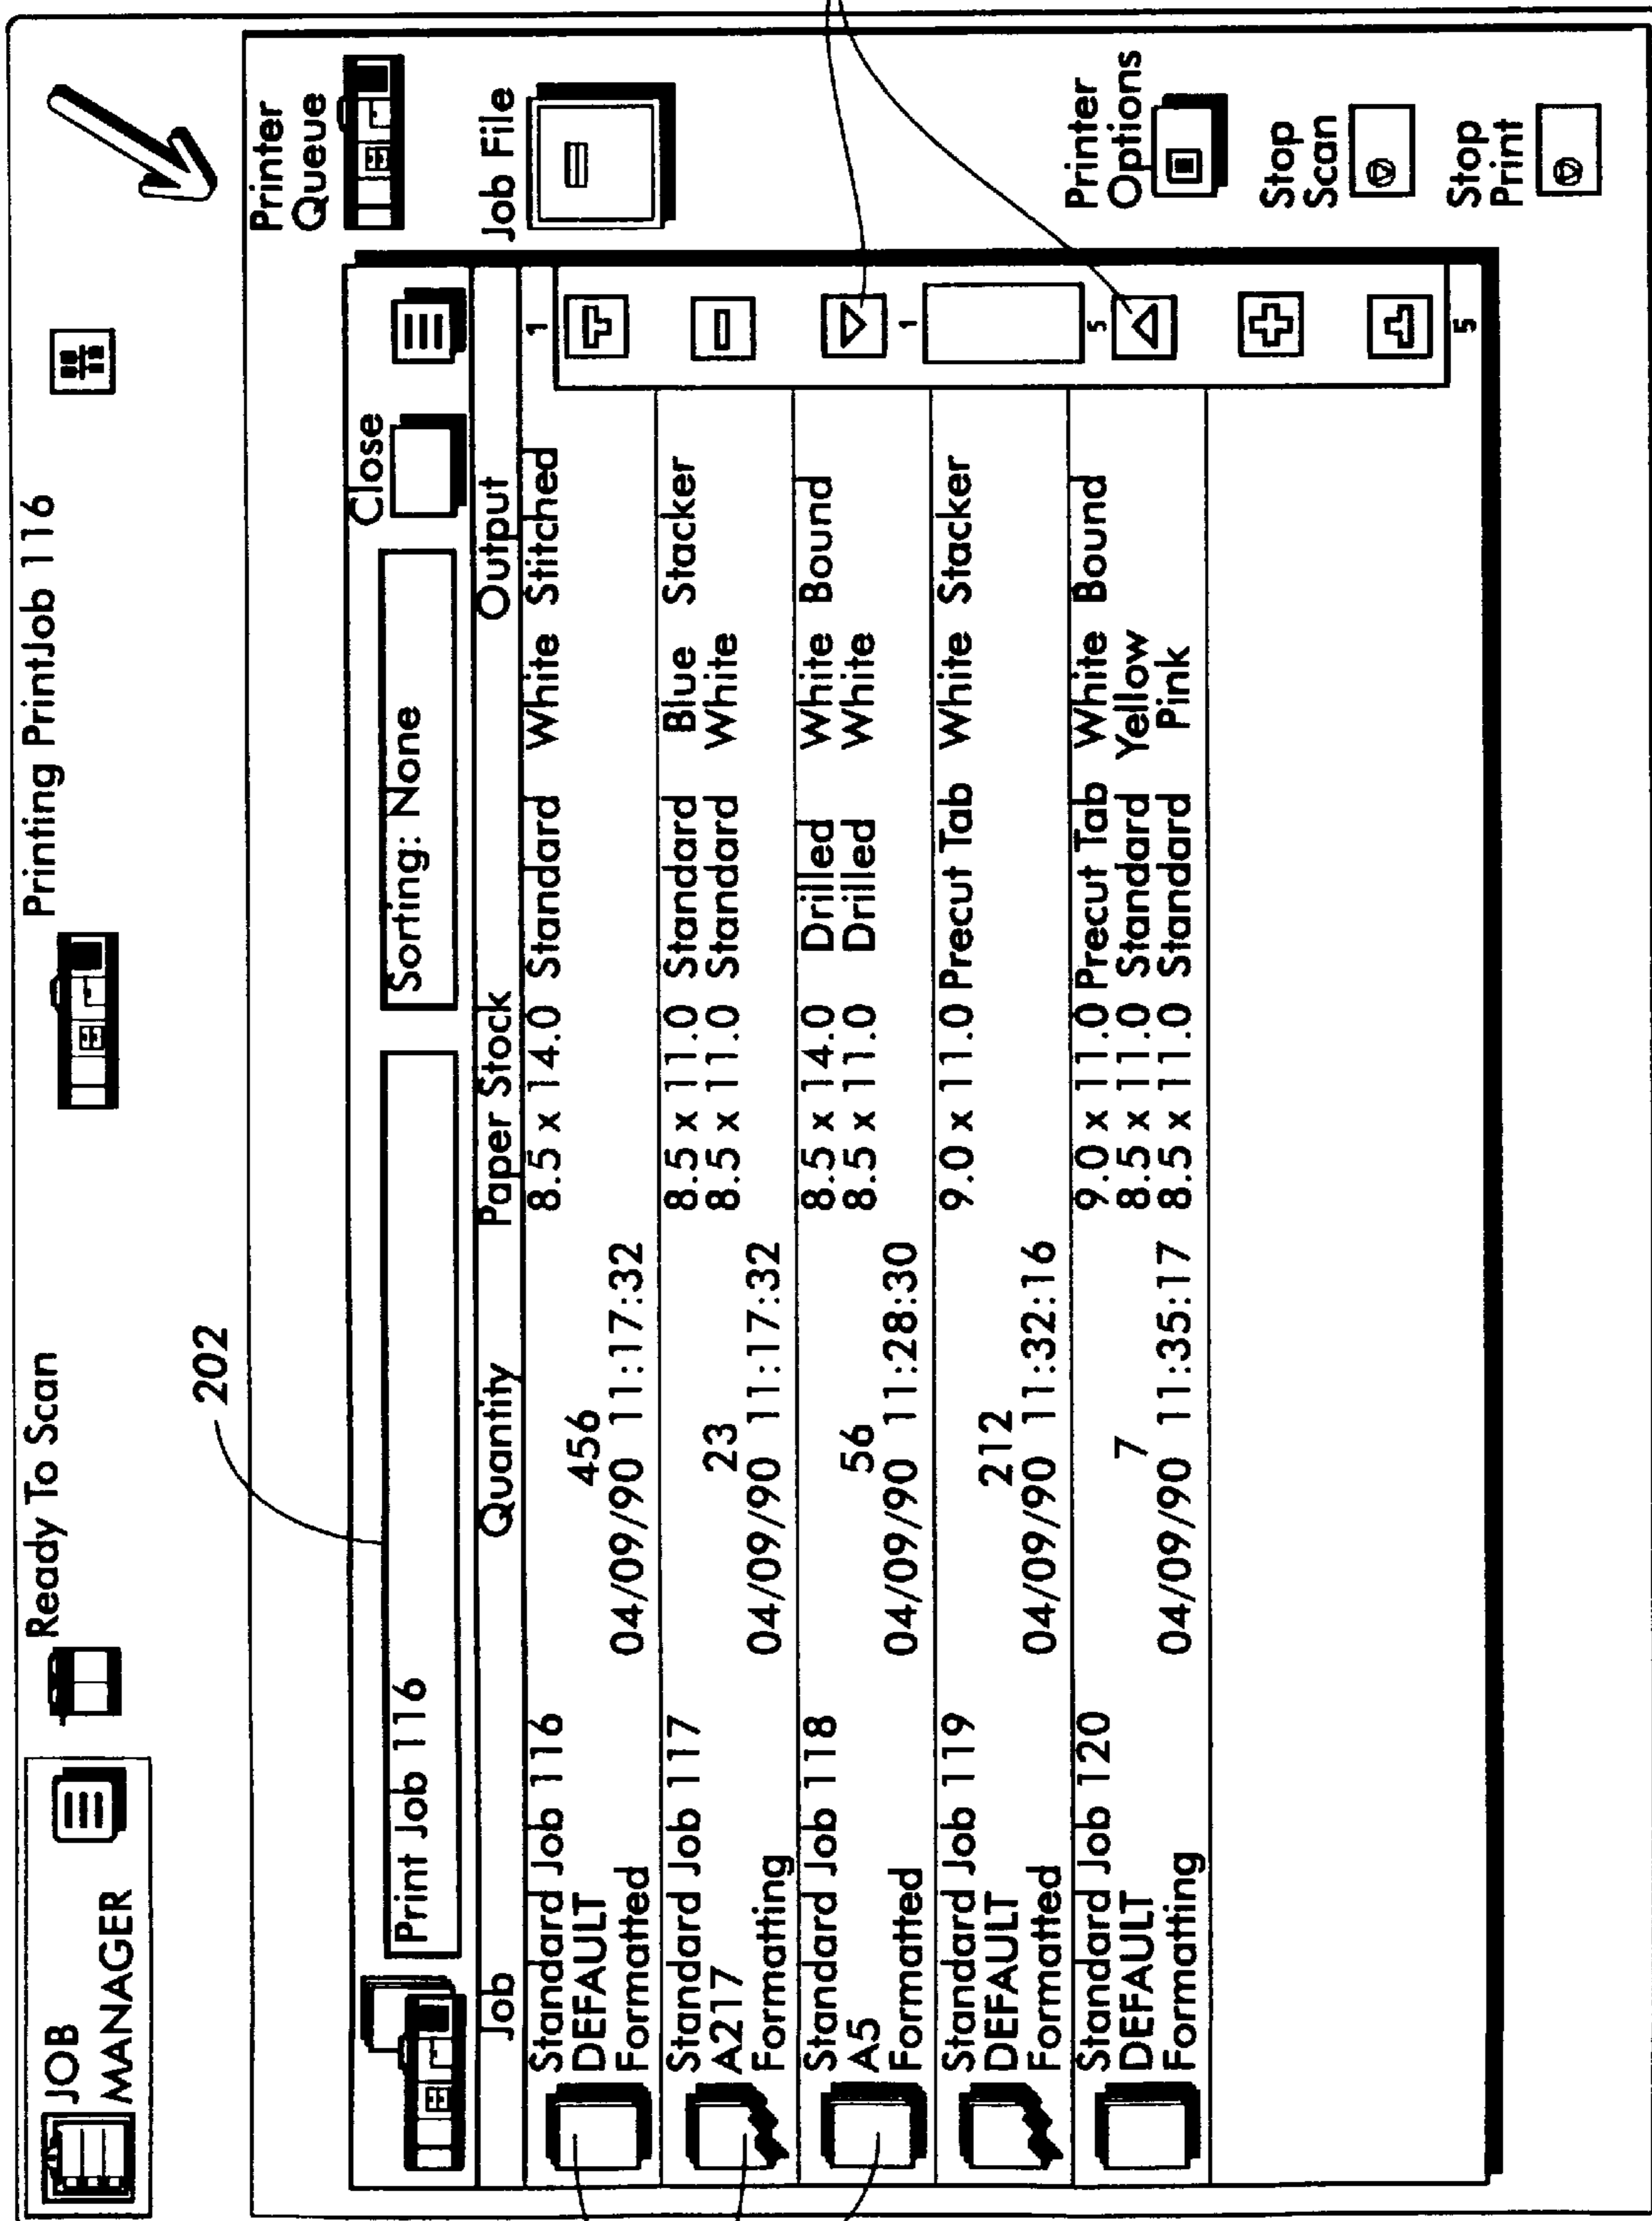 JOB
MANAGER
Ready To Scan
Printing PrintJob 116
202
Printer
Queue
Print Job 116
Sorting: None
Close
Job Quantity Paper Stock Output
Standard Job 116 456 8.5 x 14.0 Standard White Stitched
DEFAULT
Formatted 04/09/90 11:17:32
Standard Job 117 23 8.5 x 11.0 Standard Blue Stacker
A217 8.5 x 11.0 Standard White
Formatting 04/09/90 11:17:32
Standard Job 118 56 8.5 x 14.0 Drilled White Bound
A5 8.5 x 11.0 Drilled White
Formatted 04/09/90 11:28:30
Standard Job 119 212 9.0 x 11.0 Precut Tab White Stacker
DEFAULT
Formatted 04/09/90 11:32:16
Standard Job 120 7 9.0 x 11.0 Precut Tab White Bound
DEFAULT 8.5 x 11.0 Standard Yellow
Formatting 04/09/90 11:35:17 8.5 x 11.0 Standard Pink
1
1
5
5
Job File
Printer
Options
Stop
Scan
Stop
Print